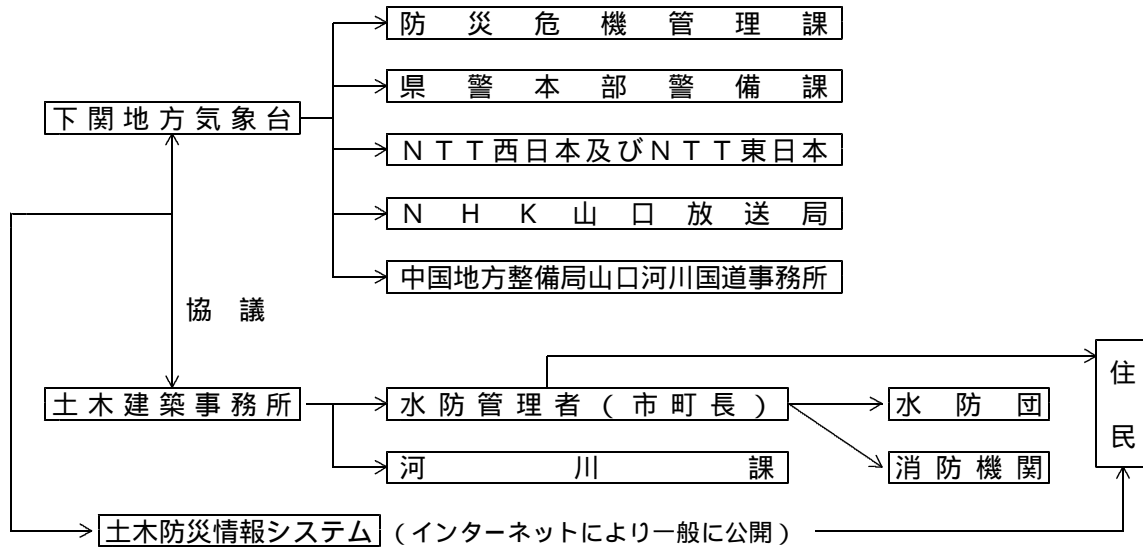 防災危機管理課
県警本部警備課
下関地方気象台
ＮＴＴ西日本及びＮＴＴ東日本
ＮＨＫ山口放送局
中国地方整備局山口河川国道事務所
協議
住民
土木建築事務所
水防管理者（市町長）
水防団
河川課
消防機関
土木防災情報システム（インターネットにより一般に公開）